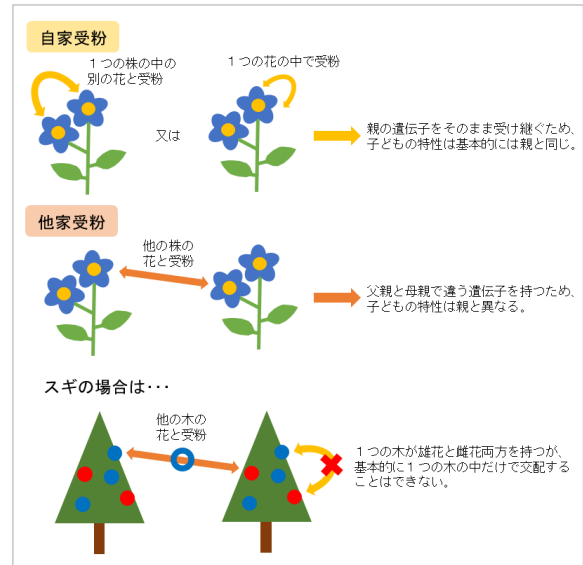 自家受粉
1つの株の中の
別の花と受粉
1つの花の中で受粉
又は
親の遺伝子をそのまま受け継ぐため、
子どもの特性は基本的には親と同じ。
他家受粉
他の株の
花と受粉
父親と母親で違う遺伝子を持つため、
子どもの特性は親と異なる。
スギの場合は･･･
他の木の
花と受粉
1つの木が雄花と雌花両方を持つが、
基本的に1つの木の中だけで交配する
ことはできない。